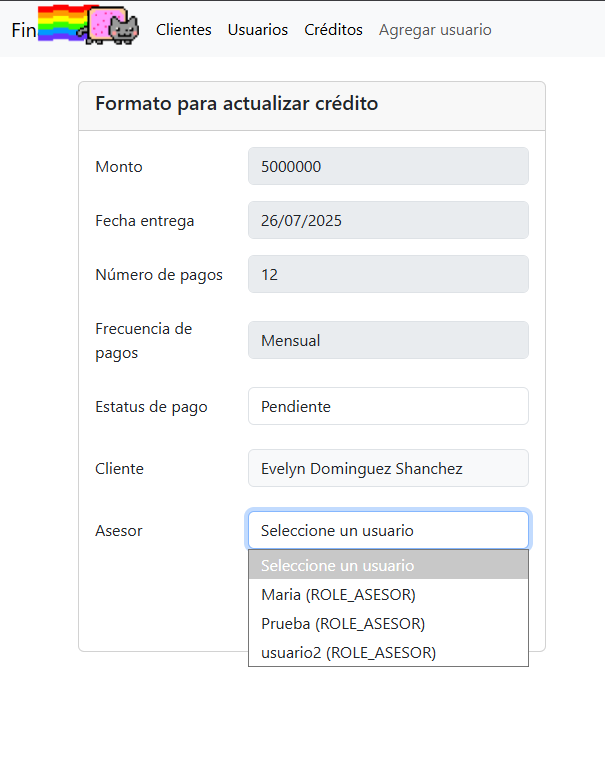 Fin Clientes Usuarios Créditos Agregar usuario
Formato para actualizar crédito
Monto 5000000
Fecha entrega 26/07/2025
Número de pagos 12
Frecuencia de
pagos
Mensual
Estatus de pago Pendiente
Cliente Evelyn Dominguez Shanchez
Asesor Seleccione un usuario
Seleccione un usuario
Maria (ROLE_ASESOR)
Prueba (ROLE_ASESOR)
usuario2 (ROLE_ASESOR)